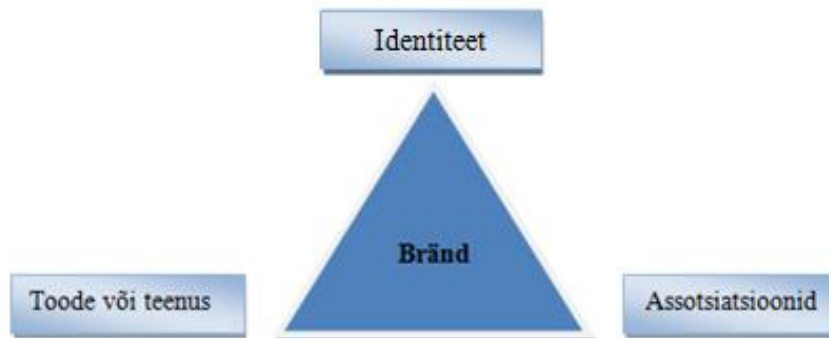 Identiteet
Bränd
Toode või teenus
Assotsiatsioonid